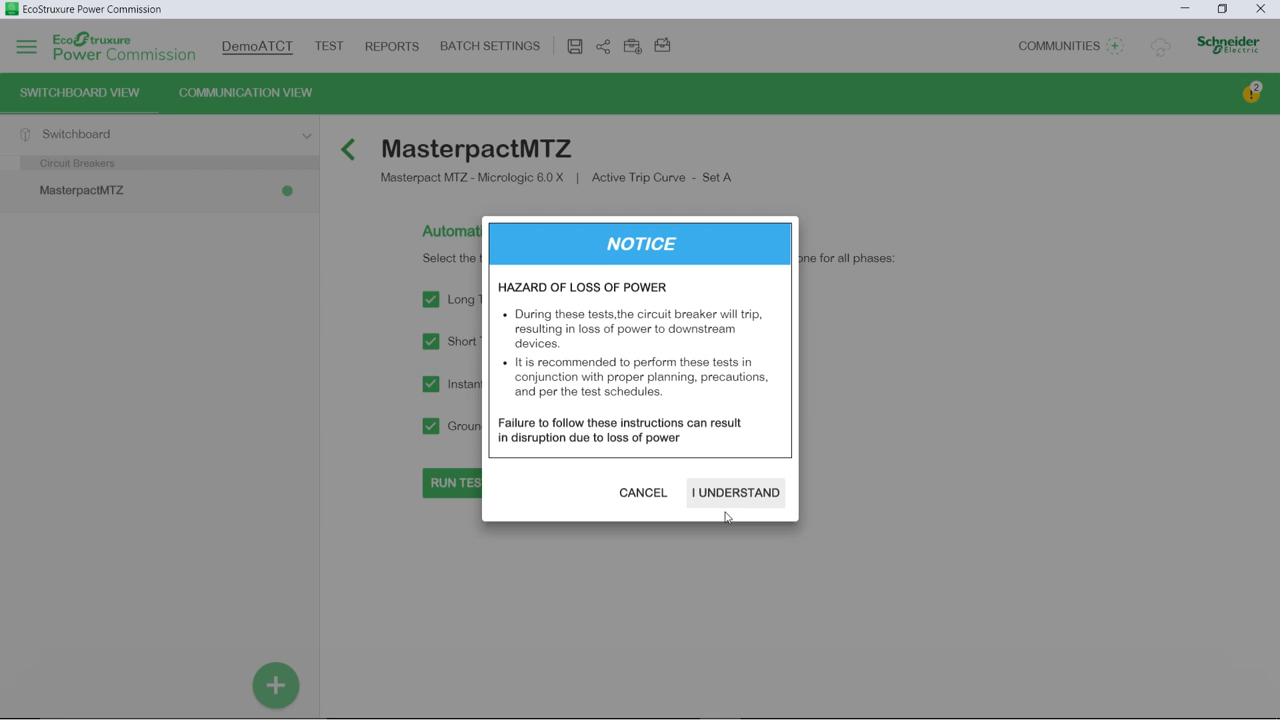 EcoStruxure Power Commission
EcoStruxure
Power Commission
DemoATCT
TEST
REPORTS
BATCH SETTINGS
COMMUNITIES
Schneider
Electric
SWITCHBOARD VIEW
COMMUNICATION VIEW
2
Switchboard
Circuit Breakers
MasterpactMTZ
MasterpactMTZ
Masterpact MTZ - Micrologic 6.0 X | Active Trip Curve - Set A
Automati
Select the t
one for all phases:
Long T
Short T
Instant
Groun
RUN TES
NOTICE
HAZARD OF LOSS OF POWER
• During these tests,the circuit breaker will trip,
resulting in loss of power to downstream
devices.
• It is recommended to perform these tests in
conjunction with proper planning, precautions,
and per the test schedules.
Failure to follow these instructions can result
in disruption due to loss of power
CANCEL
I UNDERSTAND